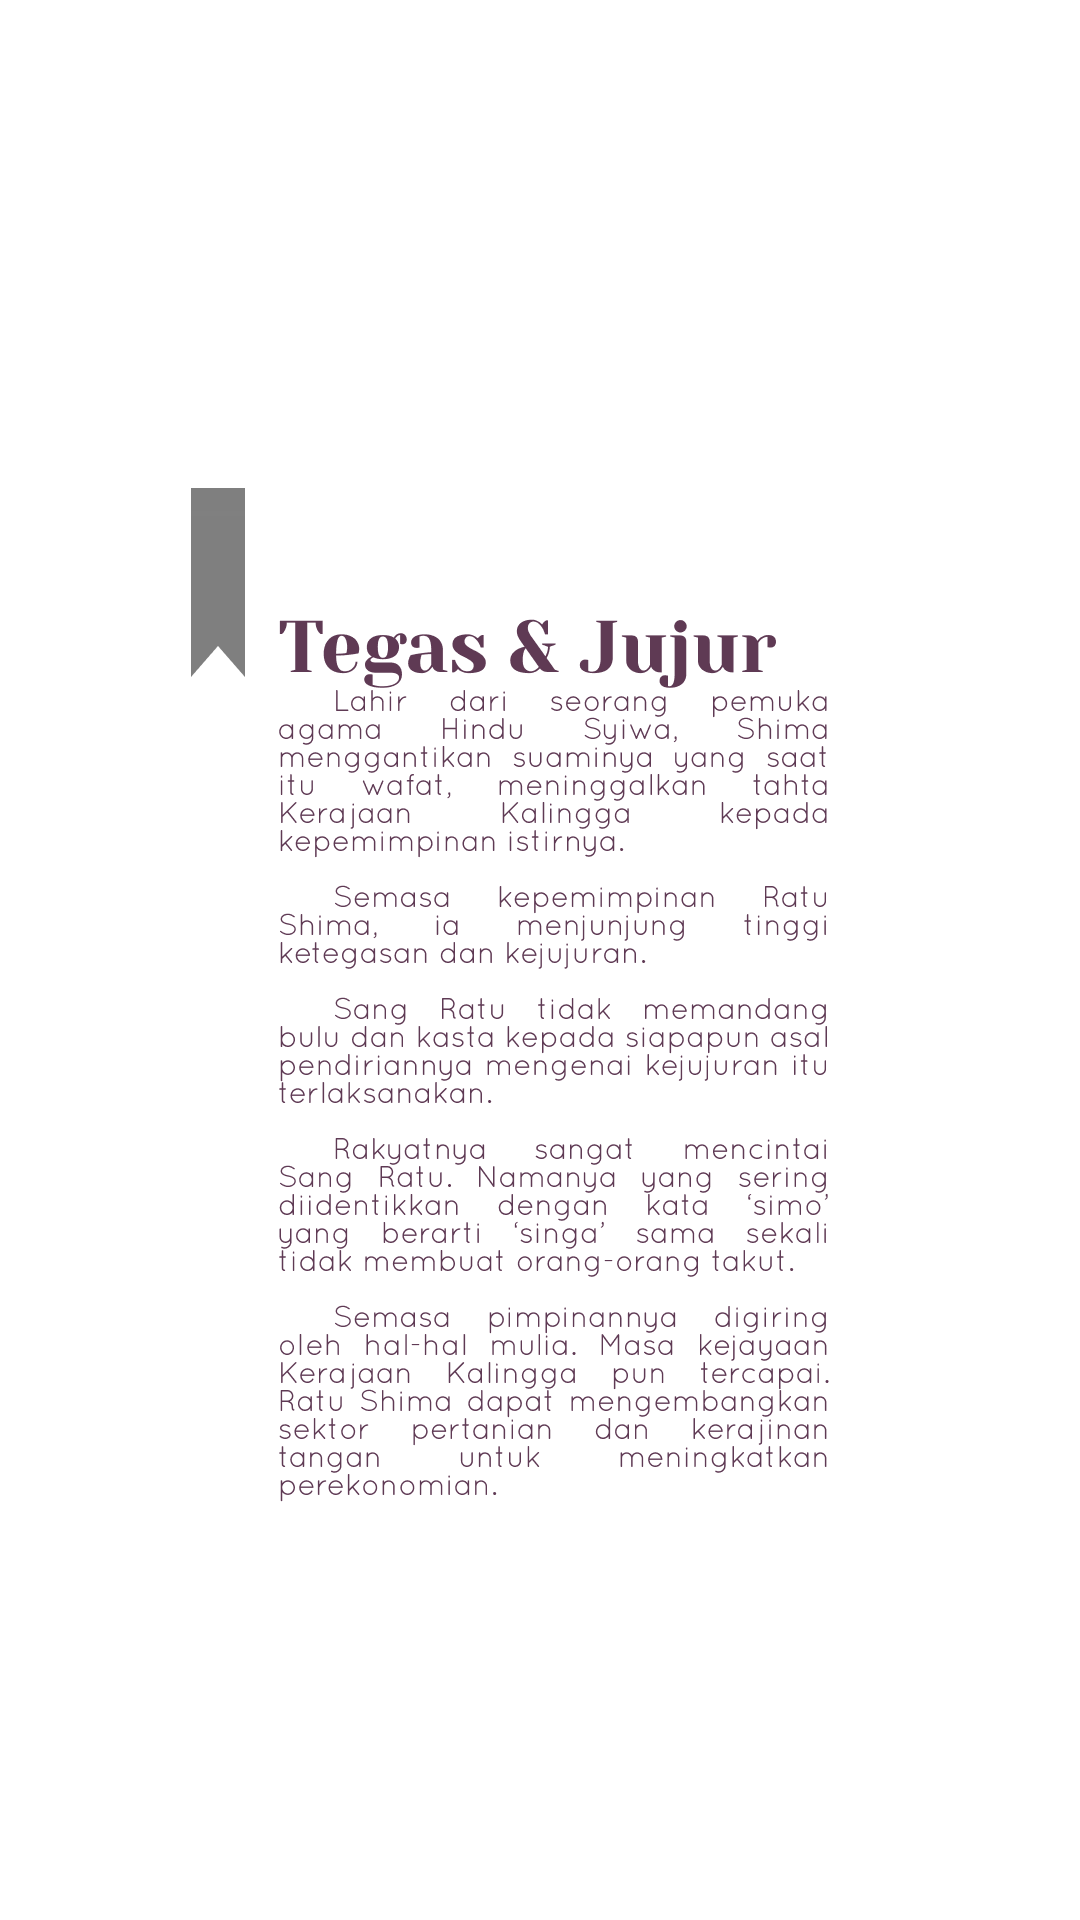 Tegas & Jujur
Lahir dari seorang pemuka
agama Hindu Syiwa, Shima
menggantikan suaminya yang saat
itu wafat, meninggalkan tahta
Kerajaan Kalingga kepada
kepemimpinan istirnya.
Semasa kepemimpinan Ratu
Shima, ia menjunjung tinggi
ketegasan dan kejujuran.
Sang Ratu tidak memandang
bulu dan kasta kepada siapapun asal
pendiriannya mengenai kejujuran itu
terlaksanakan.
Rakyatnya sangat mencintai
Sang Ratu. Namanya yang sering
diidentikkan dengan kata ‘simo’
yang berarti ‘singa’ sama sekali
tidak membuat orang-orang takut.
Semasa pimpinannya digiring
oleh hal-hal mulia. Masa kejayaan
Kerajaan Kalingga pun tercapai.
Ratu Shima dapat mengembangkan
sektor pertanian dan kerajinan
tangan untuk meningkatkan
perekonomian.